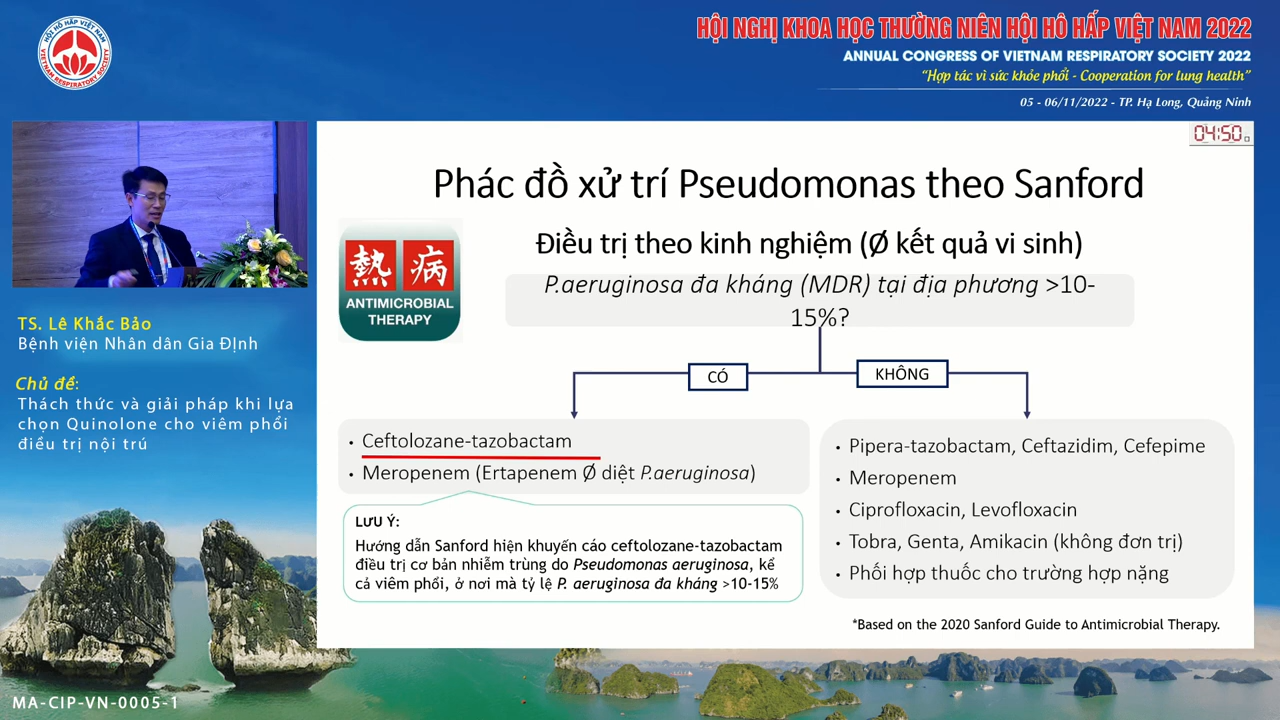 HỘI HÔ HẤP VIỆT NAM
VIETNAM RESPIRATORY SOCIETY
HỘI NGHỊ KHOA HỌC THƯỜNG NIÊN HỘI HÔ HẤP VIỆT NAM 2022
ANNUAL CONGRESS OF VIETNAM RESPIRATORY SOCIETY 2022
“Hợp tác vì sức khỏe phổi - Cooperation for lung health”
05 - 06/11/2022 - TP. Hạ Long, Quảng Ninh
TS. Lê Khắc Bảo
Bệnh viện Nhân dân Gia ĐỊnh
Chủ đề:
Thách thức và giải pháp khi lựa
chọn Quinolone cho viêm phổi
điều trị nội trú
04:50
Phác đồ xử trí Pseudomonas theo Sanford
熱病
ANTIMICROBIAL
THERAPY
Điều trị theo kinh nghiệm (Ø kết quả vi sinh)
P.aeruginosa đa kháng (MDR) tại địa phương >10-
15%?
CÓ
KHÔNG
• Ceftolozane-tazobactam
• Meropenem (Ertapenem Ø diệt P.aeruginosa)
LƯU Ý:
Hướng dẫn Sanford hiện khuyến cáo ceftolozane-tazobactam
điều trị cơ bản nhiễm trùng do Pseudomonas aeruginosa, kể
cả viêm phổi, ở nơi mà tỷ lệ P. aeruginosa đa kháng >10-15%
• Pipera-tazobactam, Ceftazidim, Cefepime
• Meropenem
• Ciprofloxacin, Levofloxacin
• Tobra, Genta, Amikacin (không đơn trị)
• Phối hợp thuốc cho trường hợp nặng
*Based on the 2020 Sanford Guide to Antimicrobial Therapy.
MA-CIP-VN-0005-1